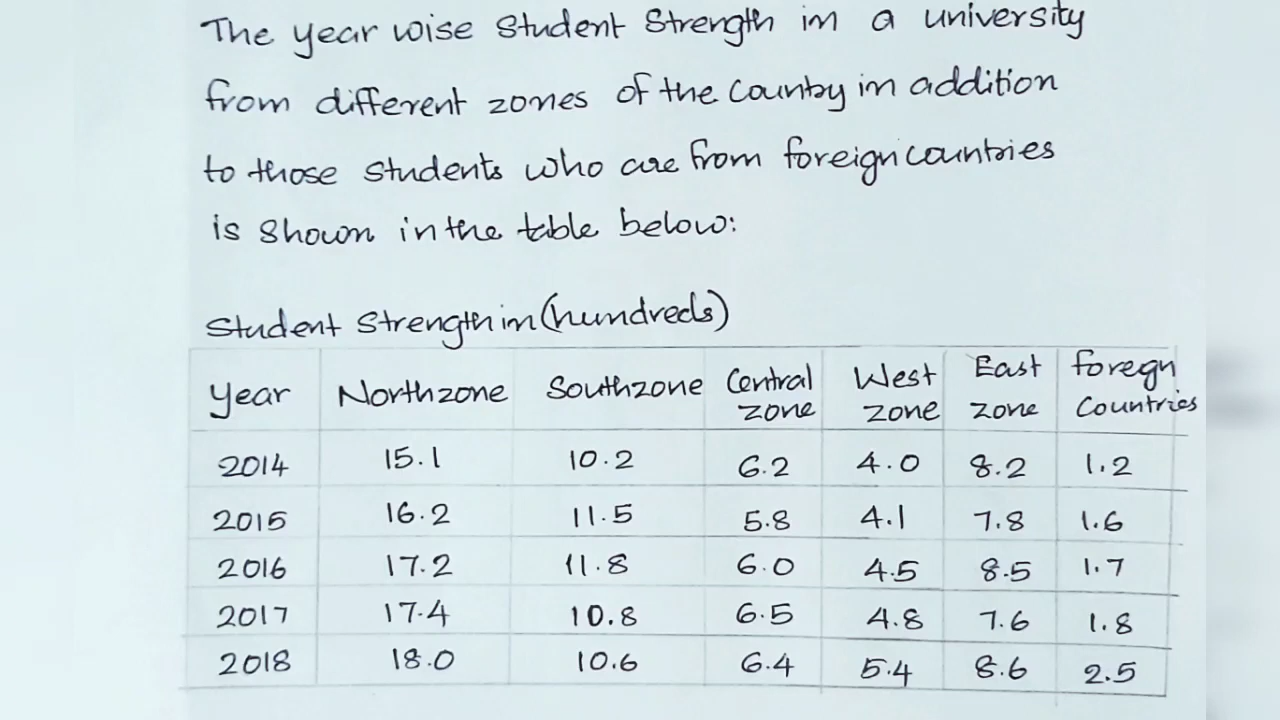 The year wise student strength in a university
from different zones of the country in addition
to those students who are from foreign countries
is shown in the table below:
Student strength in (hundreds)
Year Northzone Southzone Central zone West zone East zone foreign Countries
2014 15.1 10.2 6.2 4.0 8.2 1.2
2015 16.2 11.5 5.8 4.1 7.8 1.6
2016 17.2 11.8 6.0 4.5 8.5 1.7
2017 17.4 10.8 6.5 4.8 7.6 1.8
2018 18.0 10.6 6.4 5.4 8.6 2.5